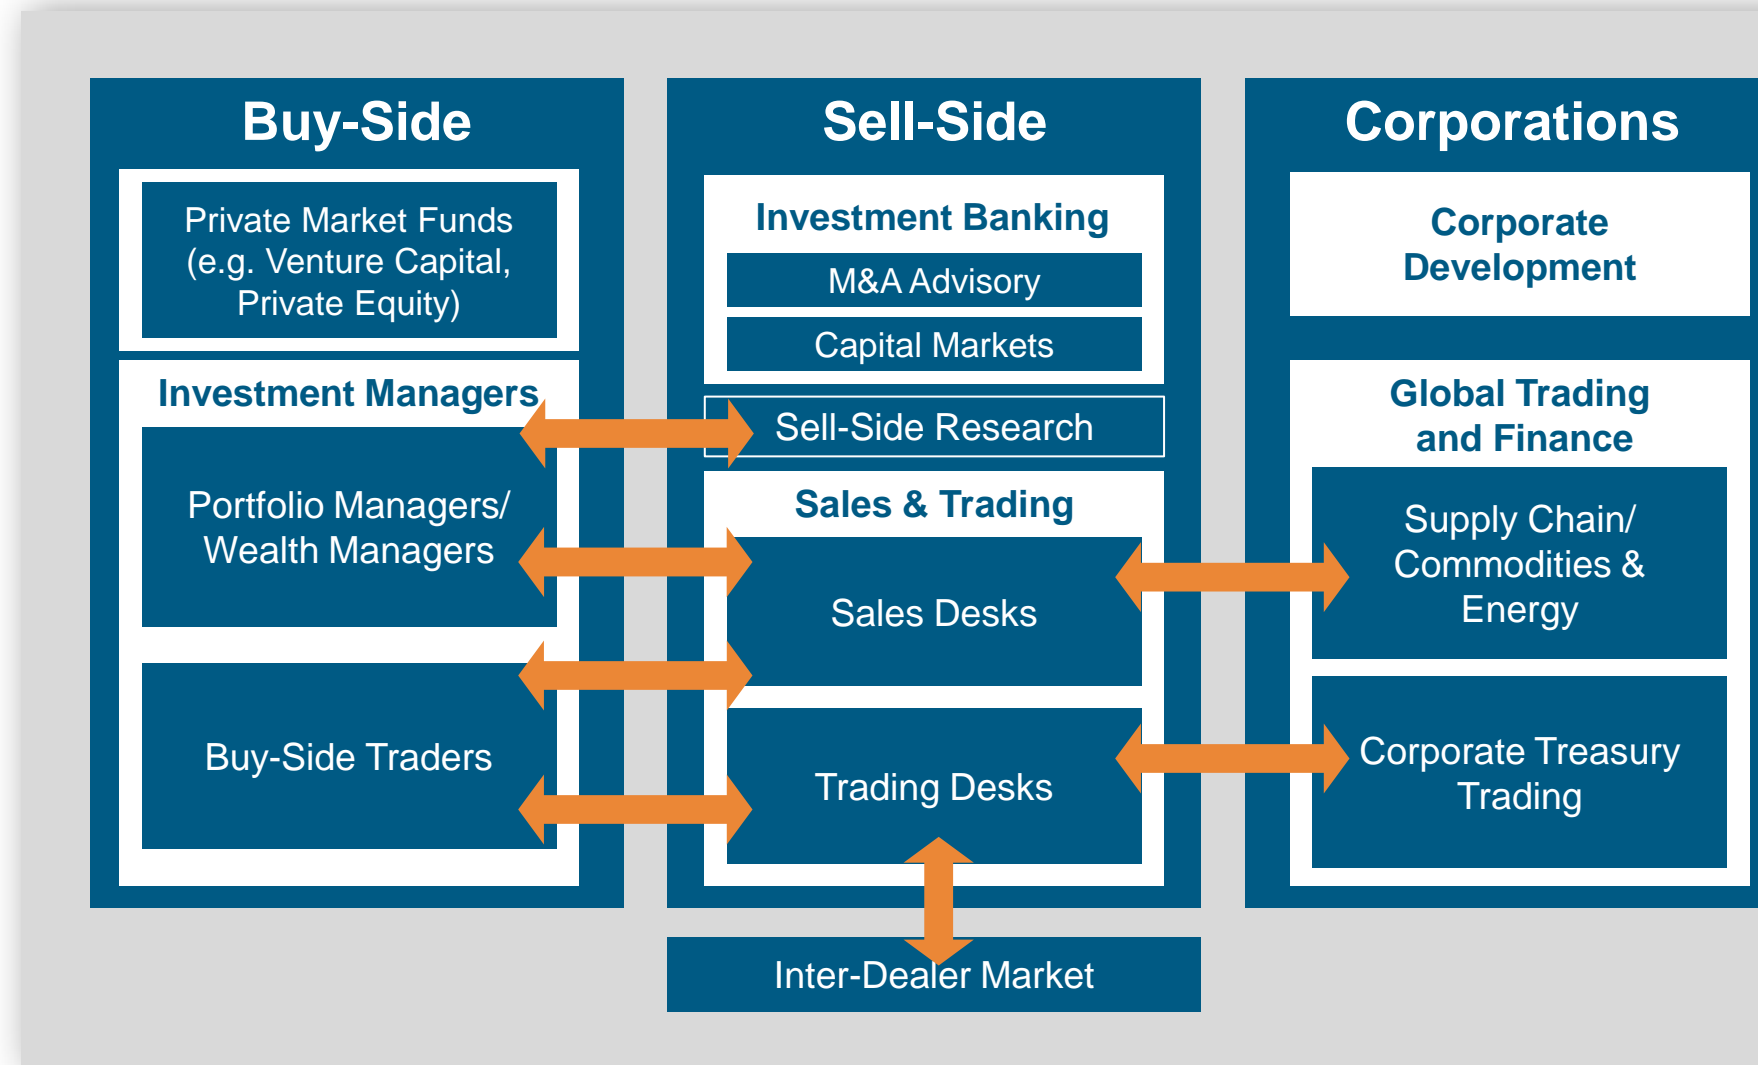 Buy-Side
Private Market Funds
(e.g. Venture Capital,
Private Equity)
Investment Managers
Portfolio Managers/
Wealth Managers
Buy-Side Traders
Sell-Side
Investment Banking
M&A Advisory
Capital Markets
Sell-Side Research
Sales & Trading
Sales Desks
Trading Desks
Inter-Dealer Market
Corporations
Corporate
Development
Global Trading
and Finance
Supply Chain/
Commodities &
Energy
Corporate Treasury
Trading